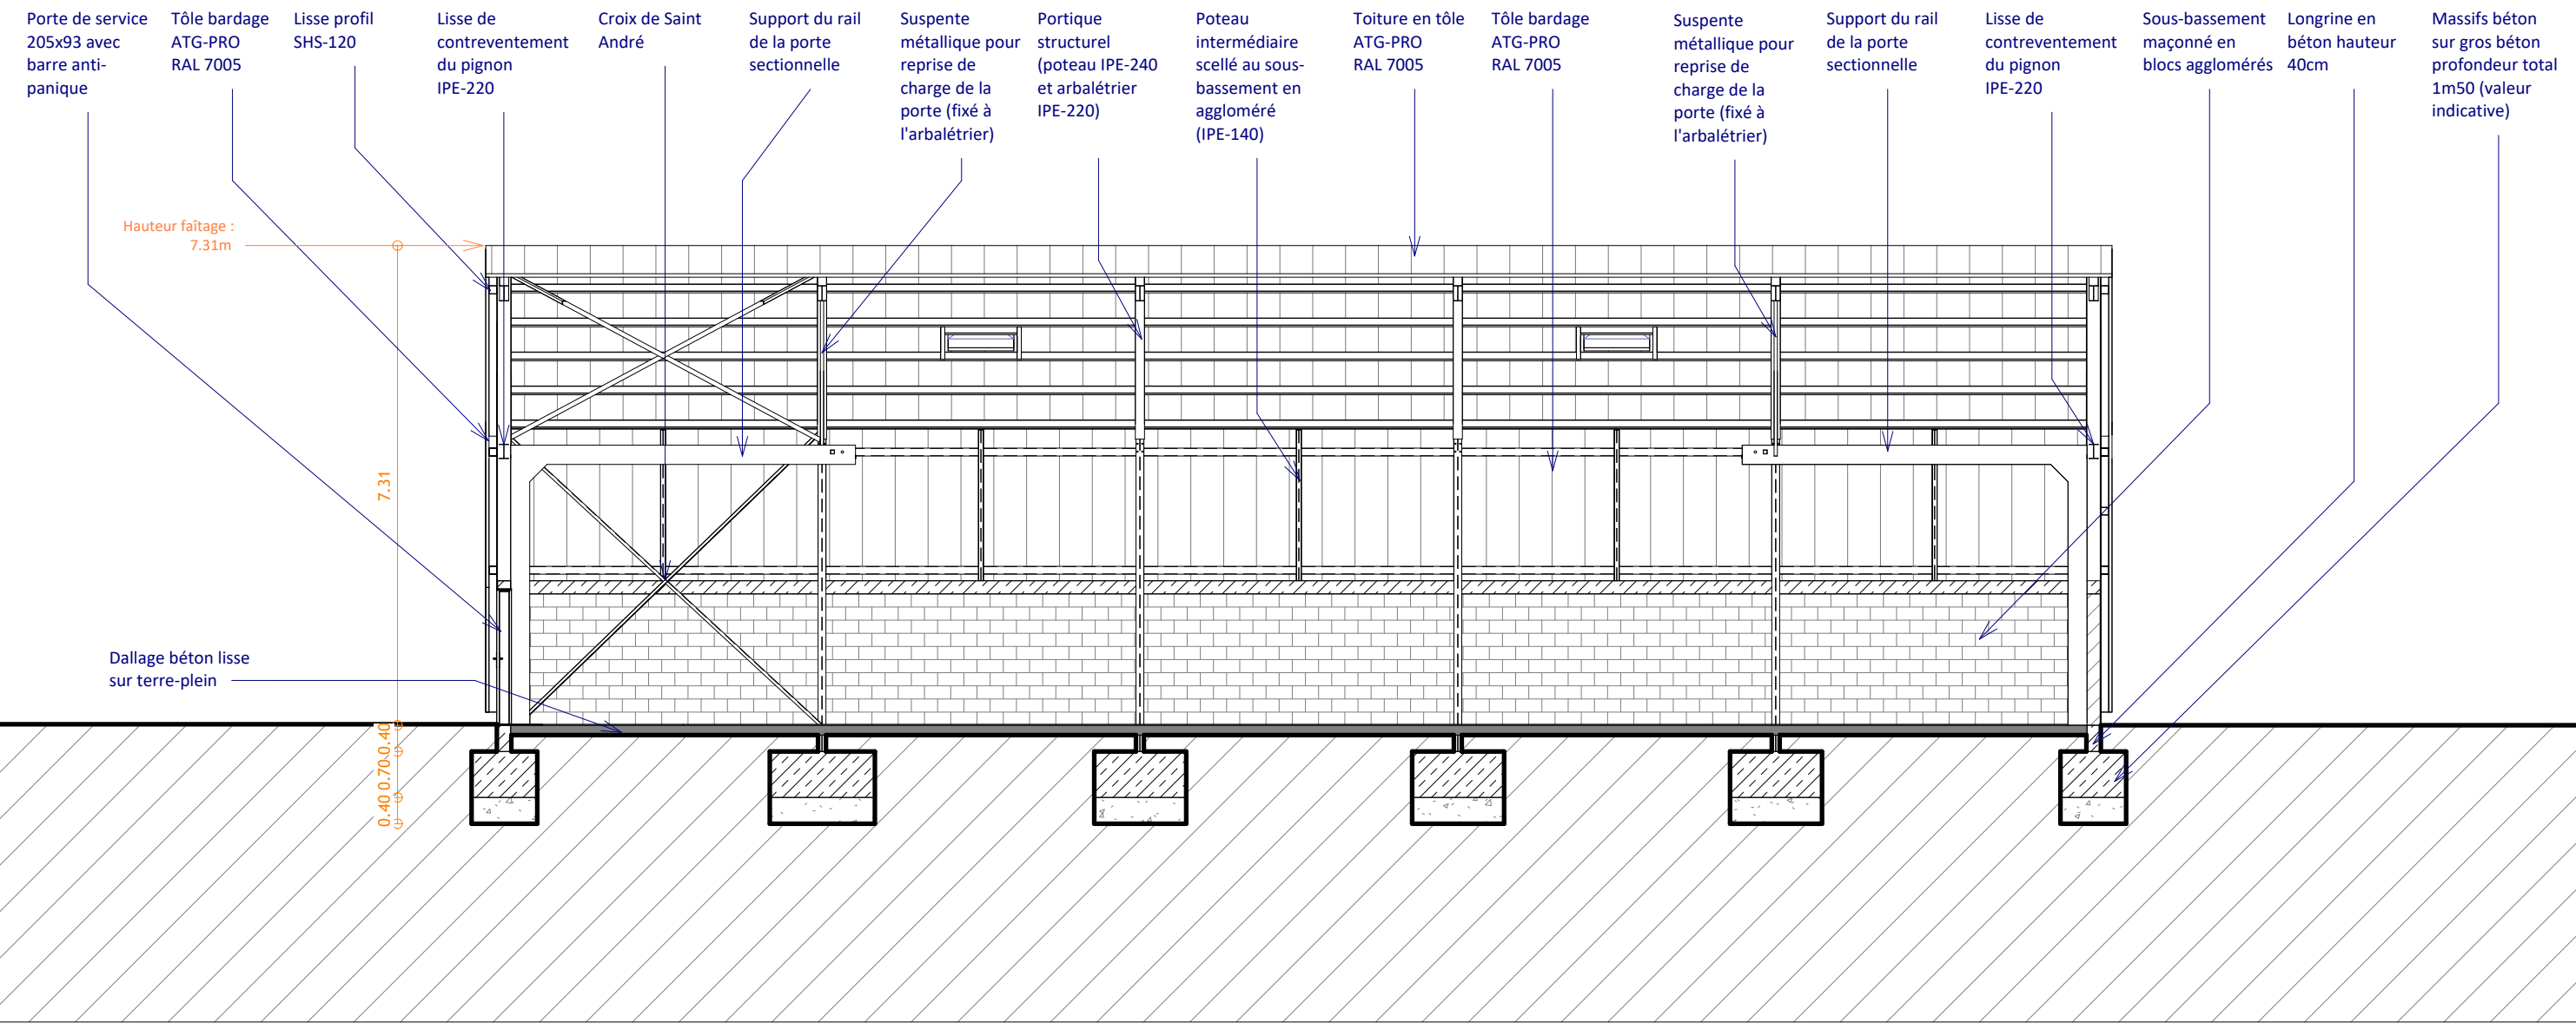 Porte de service
205x93 avec
barre anti-
panique
Tôle bardage
ATG-PRO
RAL 7005
Lisse profil
SHS-120
Lisse de
contreventement
du pignon
IPE-220
Croix de Saint
André
Support du rail
de la porte
sectionnelle
Suspente
métallique pour
reprise de
charge de la
porte (fixé à
l'arbalétrier)
Portique
structurel
(poteau IPE-240
et arbalétrier
IPE-220)
Poteau
intermédiaire
scellé au sous-
bassement en
aggloméré
(IPE-140)
Toiture en tôle
ATG-PRO
RAL 7005
Tôle bardage
ATG-PRO
RAL 7005
Suspente
métallique pour
reprise de
charge de la
porte (fixé à
l'arbalétrier)
Support du rail
de la porte
sectionnelle
Lisse de
contreventement
du pignon
IPE-220
Sous-bassement
maçonné en
blocs agglomérés
Longrine en
béton hauteur
40cm
Massifs béton
sur gros béton
profondeur total
1m50 (valeur
indicative)
Hauteur faîtage :
7.31m
7.31
Dallage béton lisse
sur terre-plein
0.40
0.70
0.40